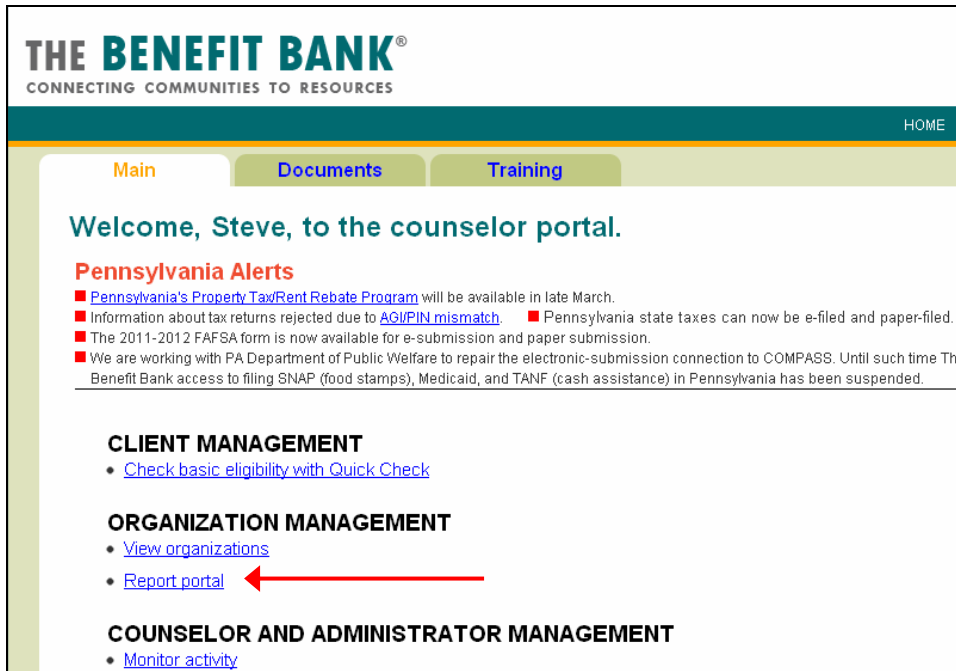 THE BENEFIT BANK®
CONNECTING COMMUNITIES TO RESOURCES
HOME
Main Documents Training
Welcome, Steve, to the counselor portal.
Pennsylvania Alerts
Pennsylvania's Property Tax/Rent Rebate Program will be available in late March.
Information about tax returns rejected due to AGI/PIN mismatch. Pennsylvania state taxes can now be e-filed and paper-filed.
The 2011-2012 FAFSA form is now available for e-submission and paper submission.
We are working with PA Department of Public Welfare to repair the electronic-submission connection to COMPASS. Until such time Th
Benefit Bank access to filing SNAP (food stamps), Medicaid, and TANF (cash assistance) in Pennsylvania has been suspended.
CLIENT MANAGEMENT
• Check basic eligibility with Quick Check
ORGANIZATION MANAGEMENT
• View organizations
• Report portal
COUNSELOR AND ADMINISTRATOR MANAGEMENT
• Monitor activity